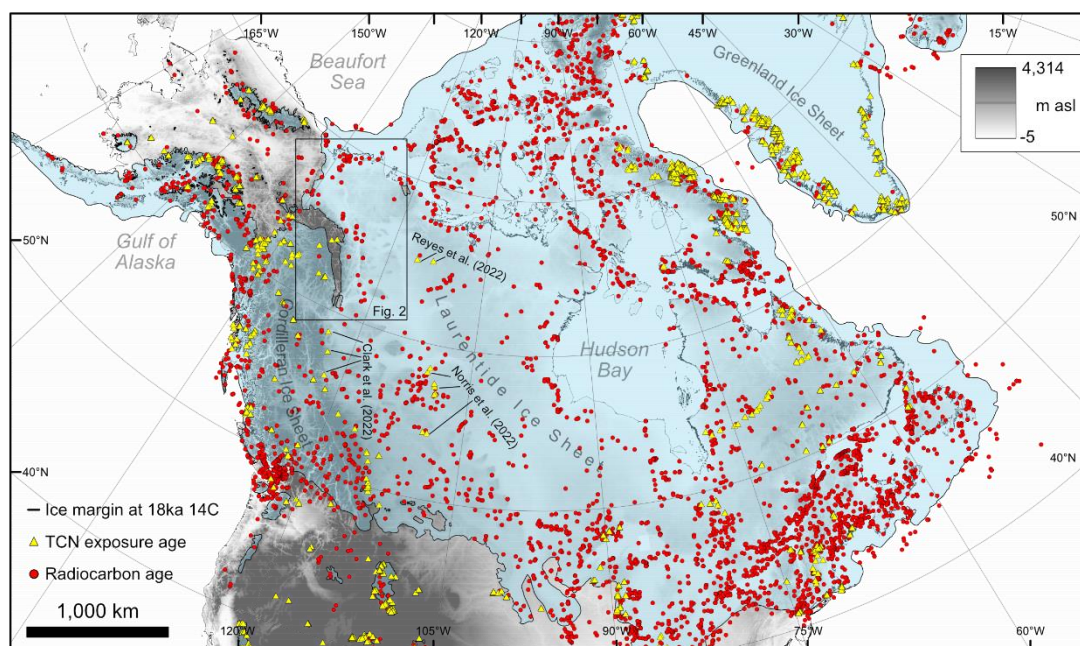 165°W
150°W
90°W
60°W
45°W
30°W
15°W
Beaufort
Sea
Greenland Ice Sheet
4,314
m asl
-5
50°N
50°N
Gulf of
Alaska
Reyes et al. (2022)
Fig. 2
Cordilleran Ice Sheet
Clark et al. (2022)
Laurentide Ice Sheet
Norris et al. (2022)
Hudson
Bay
40°N
40°N
Ice margin at 18ka 14C
TCN exposure age
Radiocarbon age
1,000 km
120°W
105°W
90°W
75°W
60°W